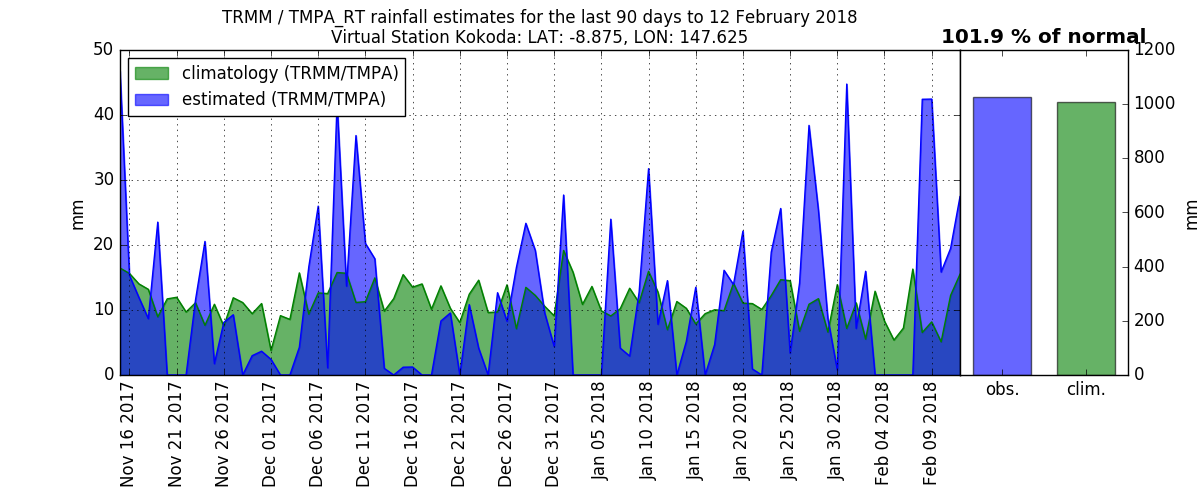 TRMM / TMPA_RT rainfall estimates for the last 90 days to 12 February 2018
Virtual Station Kokoda: LAT: -8.875, LON: 147.625
101.9 % of normal
climatology (TRMM/TMPA)
estimated (TRMM/TMPA)
50
40
30
20
10
0
mm
Nov 16 2017
Nov 21 2017
Nov 26 2017
Dec 01 2017
Dec 06 2017
Dec 11 2017
Dec 16 2017
Dec 21 2017
Dec 26 2017
Dec 31 2017
Jan 05 2018
Jan 10 2018
Jan 15 2018
Jan 20 2018
Jan 25 2018
Jan 30 2018
Feb 04 2018
Feb 09 2018
obs.
clim.
1200
1000
800
600
400
200
0
mm